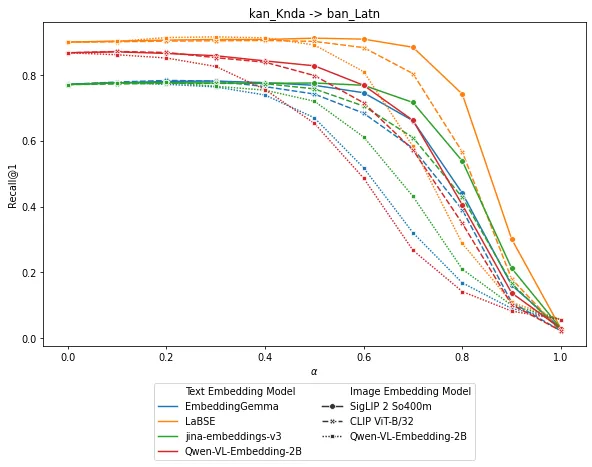 kan_Knda -> ban_Latn
Recall@1
0.8
0.6
0.4
0.2
0.0
0.0 0.2 0.4 0.6 0.8 1.0
α
Text Embedding Model Image Embedding Model
EmbeddingGemma SigLIP 2 So400m
LaBSE CLIP ViT-B/32
jina-embeddings-v3 Qwen-VL-Embedding-2B
Qwen-VL-Embedding-2B